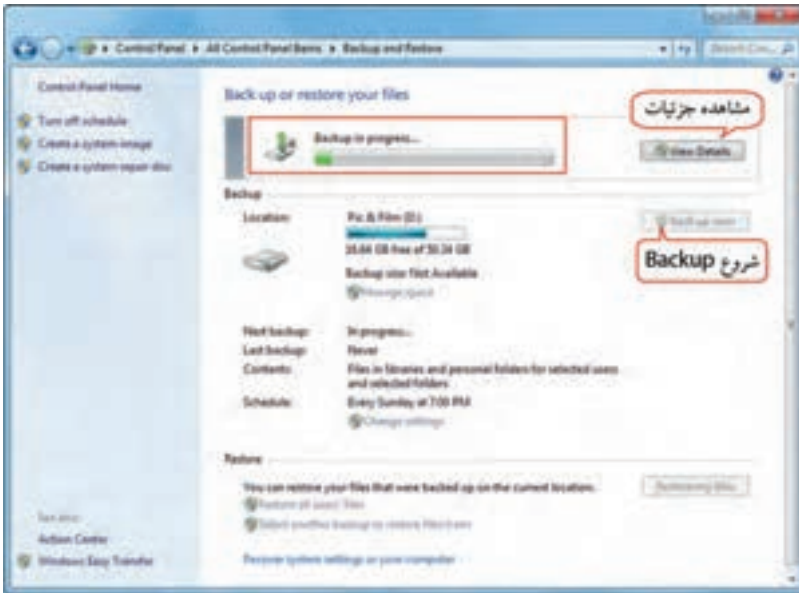 Control Panel ▸ All Control Panel Items ▸ Backup and Restore
Control Panel Home
Turn off schedule
Create a system image
Create a system repair disc
Back up or restore your files
Backup in progress...
مشاهده جزئیات
View Details
Backup
Location: Pic & Film (D:)
GB free of 50.34 GB
Backup size: Not Available
Manage space
Back up now
شروع Backup
Next backup: In progress...
Last backup: Never
Contents: Files in libraries and personal folders for selected users
and selected folders
Schedule: Every Sunday at 7:00 PM
Change settings
Restore
You can restore your files that were backed up on the current location.
Restore all users' files
Select another backup to restore files from
Recover system settings or your computer
See also
Action Center
Windows Easy Transfer